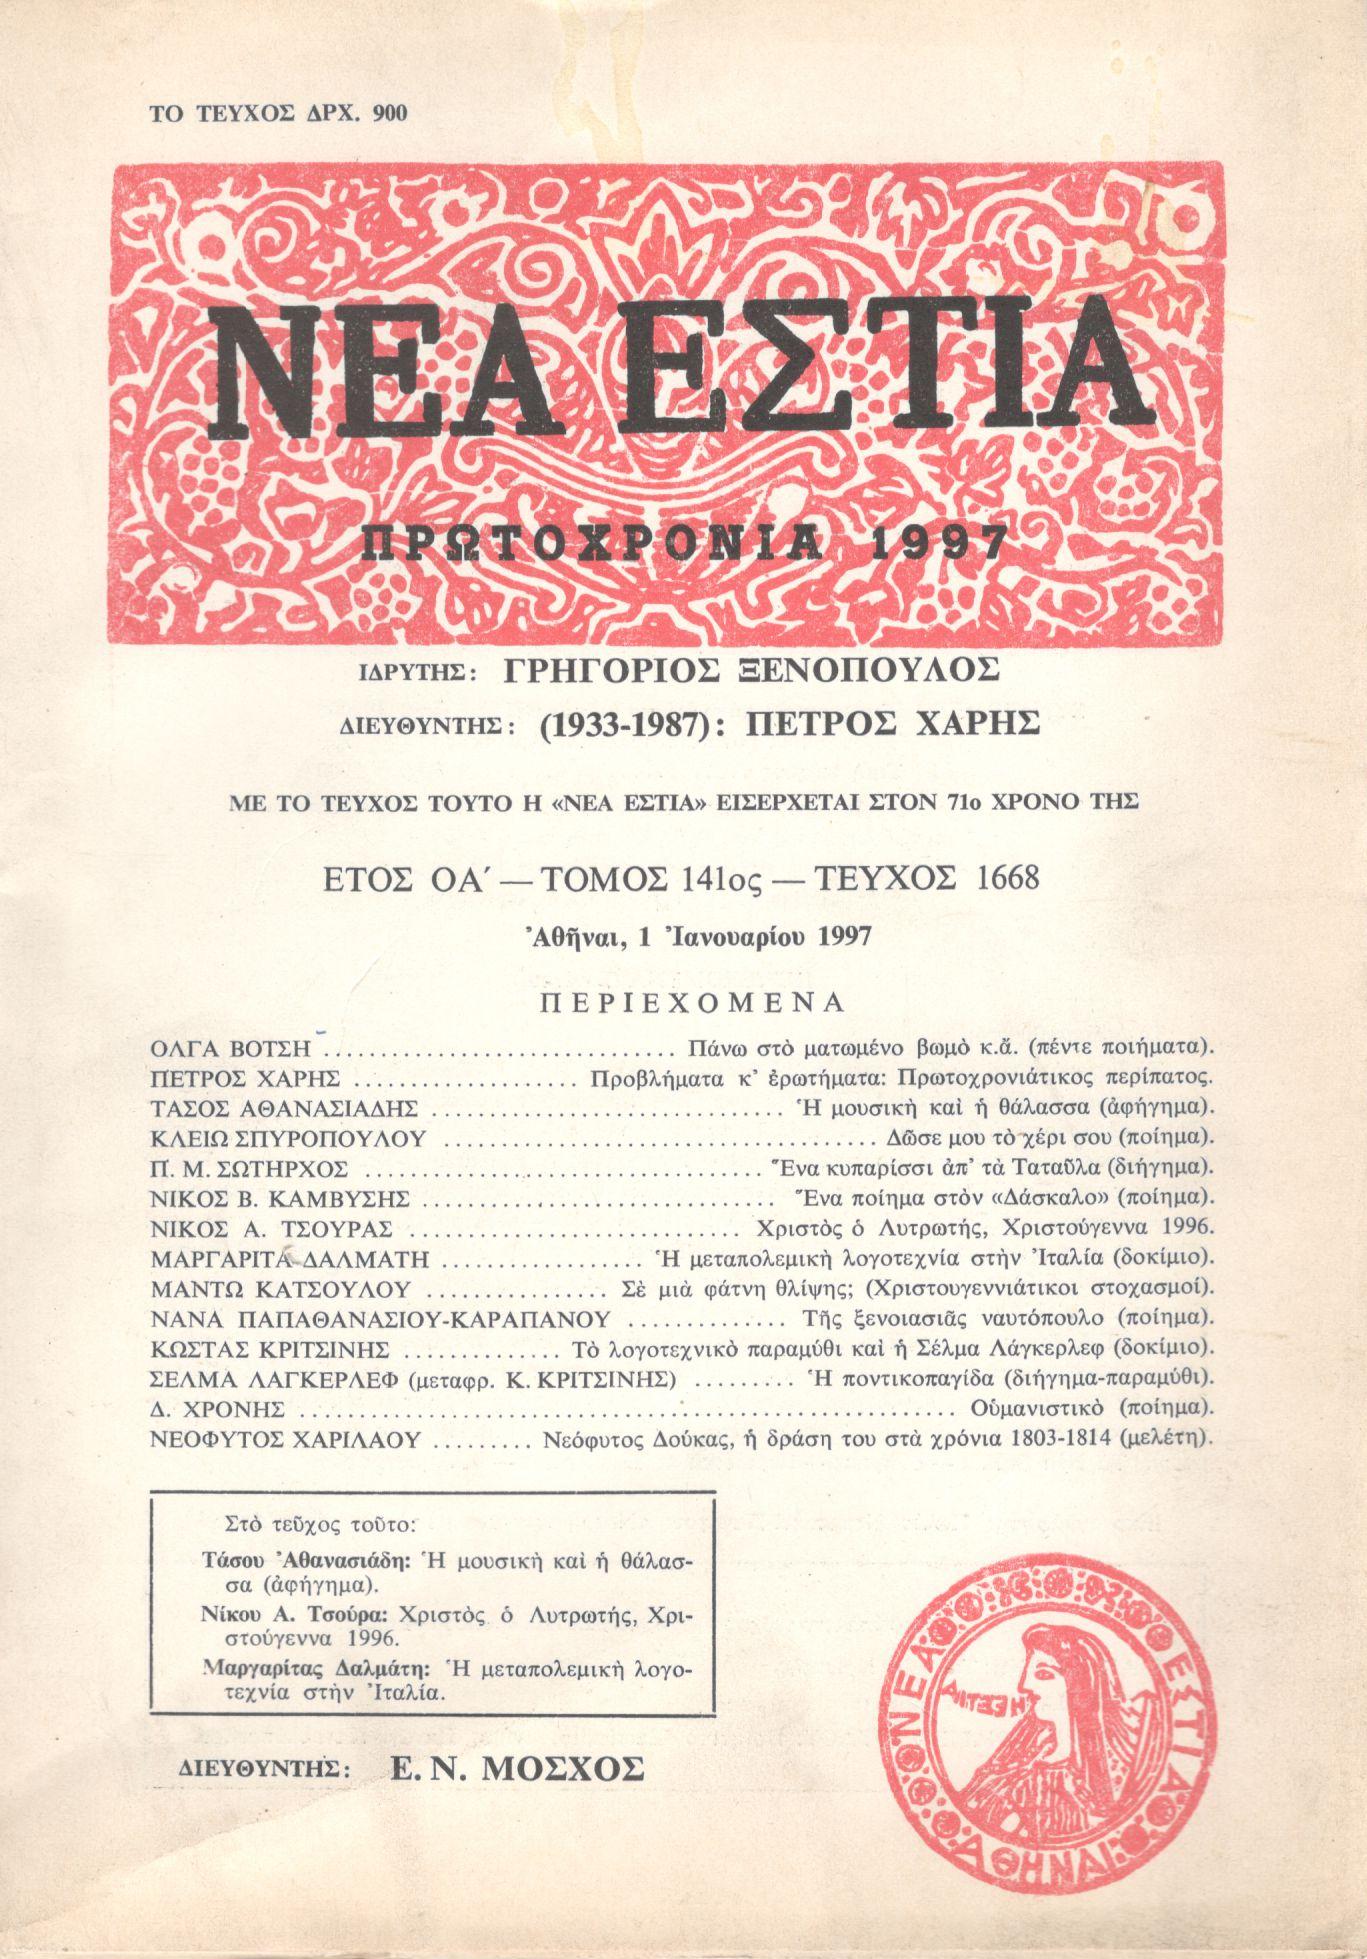 ΤΟ ΤΕΥΧΟΣ ΔΡΧ. 900
ΝΕΑ ΕΣΤΙΑ
ΠΡΩΤΟΧΡΟΝΙΑ 1997
ΙΔΡΥΤΗΣ: ΓΡΗΓΟΡΙΟΣ ΞΕΝΟΠΟΥΛΟΣ
ΔΙΕΥΘΥΝΤΗΣ: (1933-1987): ΠΕΤΡΟΣ ΧΑΡΗΣ
ΜΕ ΤΟ ΤΕΥΧΟΣ ΤΟΥΤΟ Η «ΝΕΑ ΕΣΤΙΑ» ΕΙΣΕΡΧΕΤΑΙ ΣΤΟΝ 71ο ΧΡΟΝΟ ΤΗΣ
ΕΤΟΣ ΟΑ΄ — ΤΟΜΟΣ 141ος — ΤΕΥΧΟΣ 1668
Ἀθῆναι, 1 Ἰανουαρίου 1997
ΠΕΡΙΕΧΟΜΕΝΑ
ΟΛΓΑ ΒΟΤΣΗ .............................. Πάνω στὸ ματωμένο βωμὸ κ.ἄ. (πέντε ποιήματα).
ΠΕΤΡΟΣ ΧΑΡΗΣ ................... Προβλήματα κ' ἐρωτήματα: Πρωτοχρονιάτικος περίπατος.
ΤΑΣΟΣ ΑΘΑΝΑΣΙΑΔΗΣ .............................. Ἡ μουσικὴ καὶ ἡ θάλασσα (ἀφήγημα).
ΚΛΕΙΩ ΣΠΥΡΟΠΟΥΛΟΥ ..................................... Δῶσε μου τὸ χέρι σου (ποίημα).
Π. Μ. ΣΩΤΗΡΧΟΣ .................................. Ἕνα κυπαρίσσι ἀπ' τὰ Ταταῦλα (διήγημα).
ΝΙΚΟΣ Β. ΚΑΜΒΥΣΗΣ .............................. Ἕνα ποίημα στὸν «Δάσκαλο» (ποίημα).
ΝΙΚΟΣ Α. ΤΣΟΥΡΑΣ ............................ Χριστὸς ὁ Λυτρωτής, Χριστούγεννα 1996.
ΜΑΡΓΑΡΙΤΑ ΔΑΛΜΑΤΗ ................. Ἡ μεταπολεμικὴ λογοτεχνία στὴν Ἰταλία (δοκίμιο).
ΜΑΝΤΩ ΚΑΤΣΟΥΛΟΥ ................ Σὲ μιὰ φάτνη θλίψης; (Χριστουγεννιάτικοι στοχασμοί).
ΝΑΝΑ ΠΑΠΑΘΑΝΑΣΙΟΥ-ΚΑΡΑΠΑΝΟΥ .............. Τῆς ξενοιασιᾶς ναυτόπουλο (ποίημα).
ΚΩΣΤΑΣ ΚΡΙΤΣΙΝΗΣ .............. Τὸ λογοτεχνικὸ παραμύθι καὶ ἡ Σέλμα Λάγκερλεφ (δοκίμιο).
ΣΕΛΜΑ ΛΑΓΚΕΡΛΕΦ (μεταφρ. Κ. ΚΡΙΤΣΙΝΗΣ) ......... Ἡ ποντικοπαγίδα (διήγημα-παραμύθι).
Δ. ΧΡΟΝΗΣ ........................................................ Οὑμανιστικὸ (ποίημα).
ΝΕΟΦΥΤΟΣ ΧΑΡΙΛΑΟΥ ......... Νεόφυτος Δούκας, ἡ δράση του στὰ χρόνια 1803-1814 (μελέτη).
Στὸ τεῦχος τοῦτο:
Τάσου Ἀθανασιάδη: Ἡ μουσικὴ καὶ ἡ θάλασ-
σα (ἀφήγημα).
Νίκου Α. Τσούρα: Χριστὸς ὁ Λυτρωτής, Χρι-
στούγεννα 1996.
Μαργαρίτας Δαλμάτη: Ἡ μεταπολεμικὴ λογο-
τεχνία στὴν Ἰταλία.
ΔΙΕΥΘΥΝΤΗΣ: Ε. Ν. ΜΟΣΧΟΣ
ΝΕΑ ΕΣΤΙΑ
Η ΕΣΤΙΑ
ΑΘΗΝΑΙ